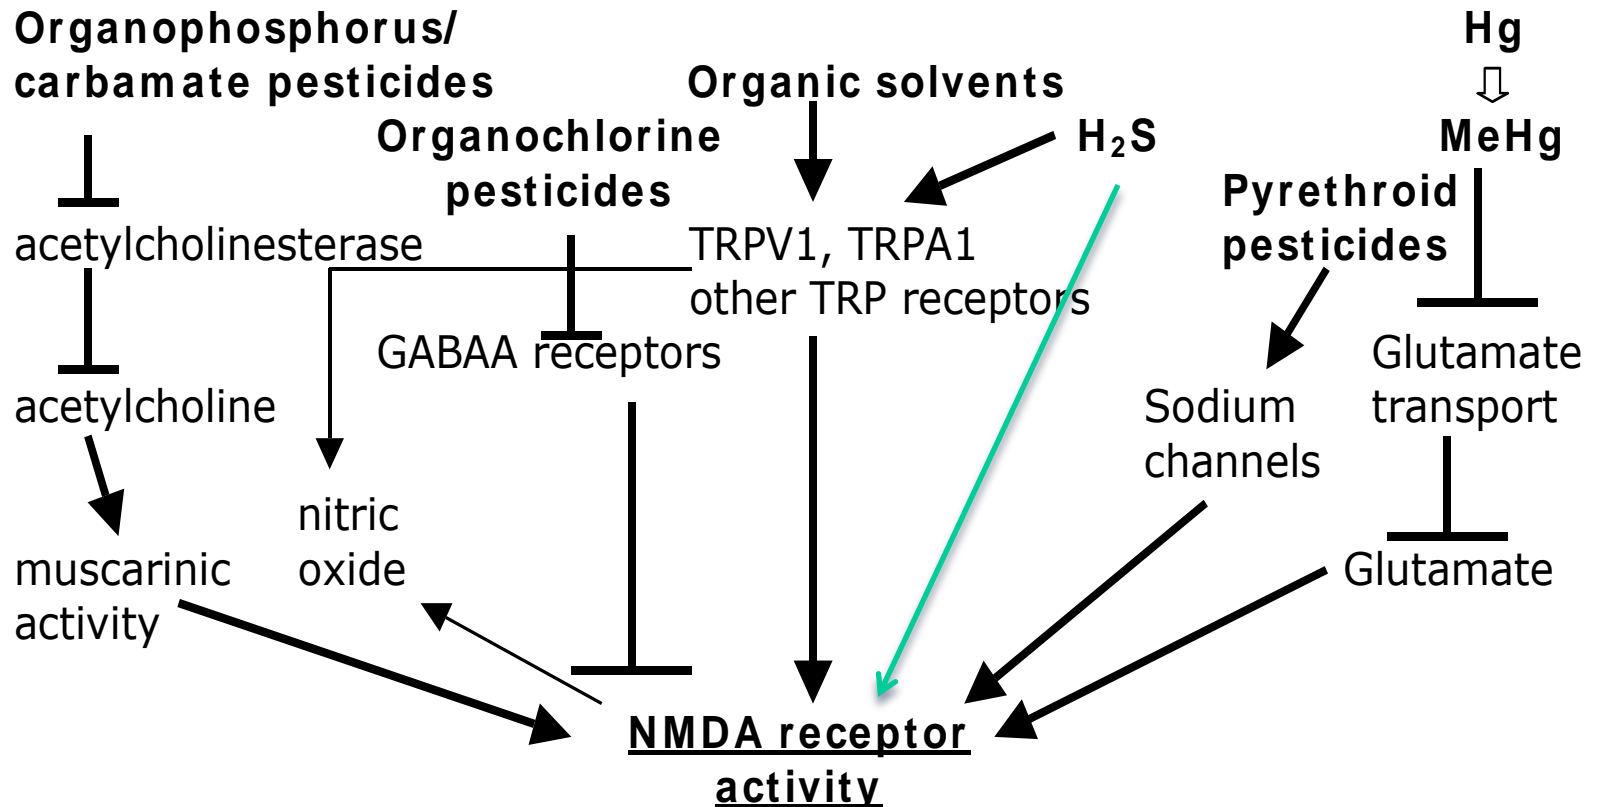 Organophosphorus/
carbamate pesticides
Organochlorine
pesticides
Organic solvents
H₂S
Hg
MeHg
Pyrethroid
pesticides
acetylcholinesterase
TRPV1, TRPA1
other TRP receptors
GABAA receptors
Glutamate
transport
acetylcholine
Sodium
channels
nitric
oxide
muscarinic
activity
Glutamate
NMDA receptor
activity